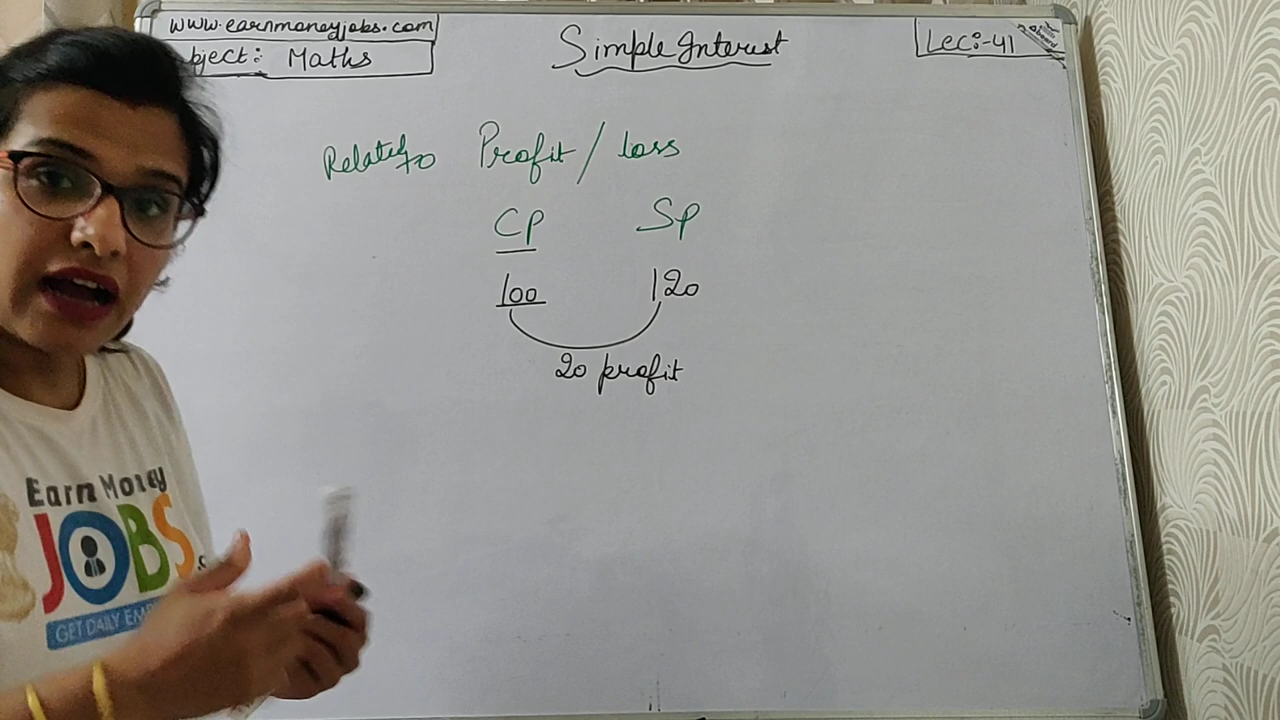 www.earnmoneyjobs.com
bject: Maths
Simple Interest
Lec:-41
Related to Profit / loss
CP SP
100 120
20 profit
Earn Money
JOBS
GET DAILY EM